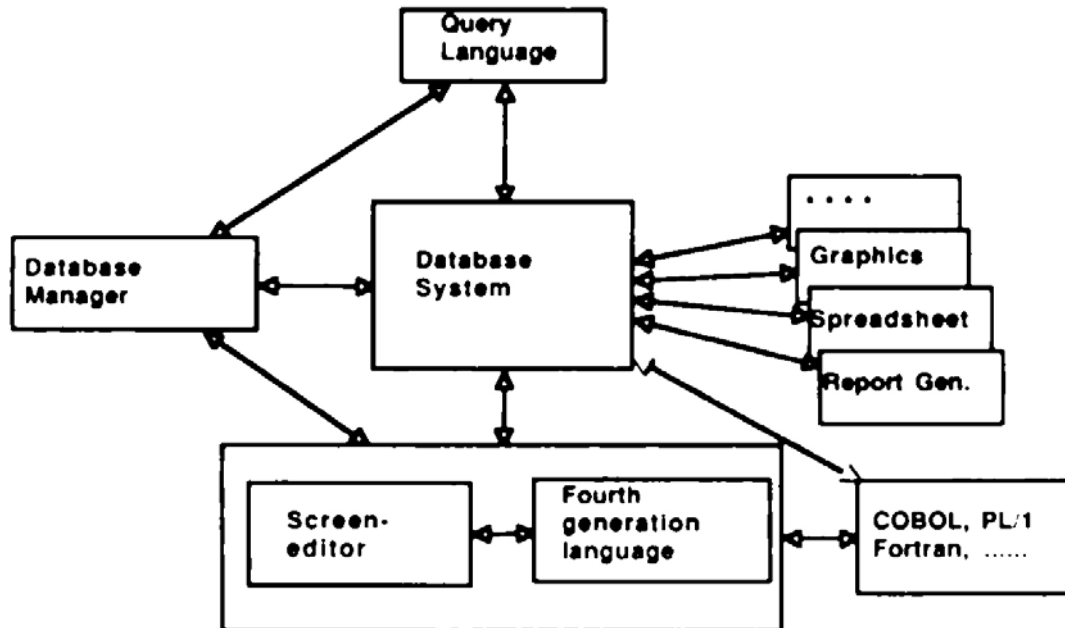 Query
Language
. . . .
Database
Manager
Database
System
Graphics
Spreadsheet
Report Gen.
Screen-
editor
Fourth
generation
language
COBOL, PL/1
Fortran, ......